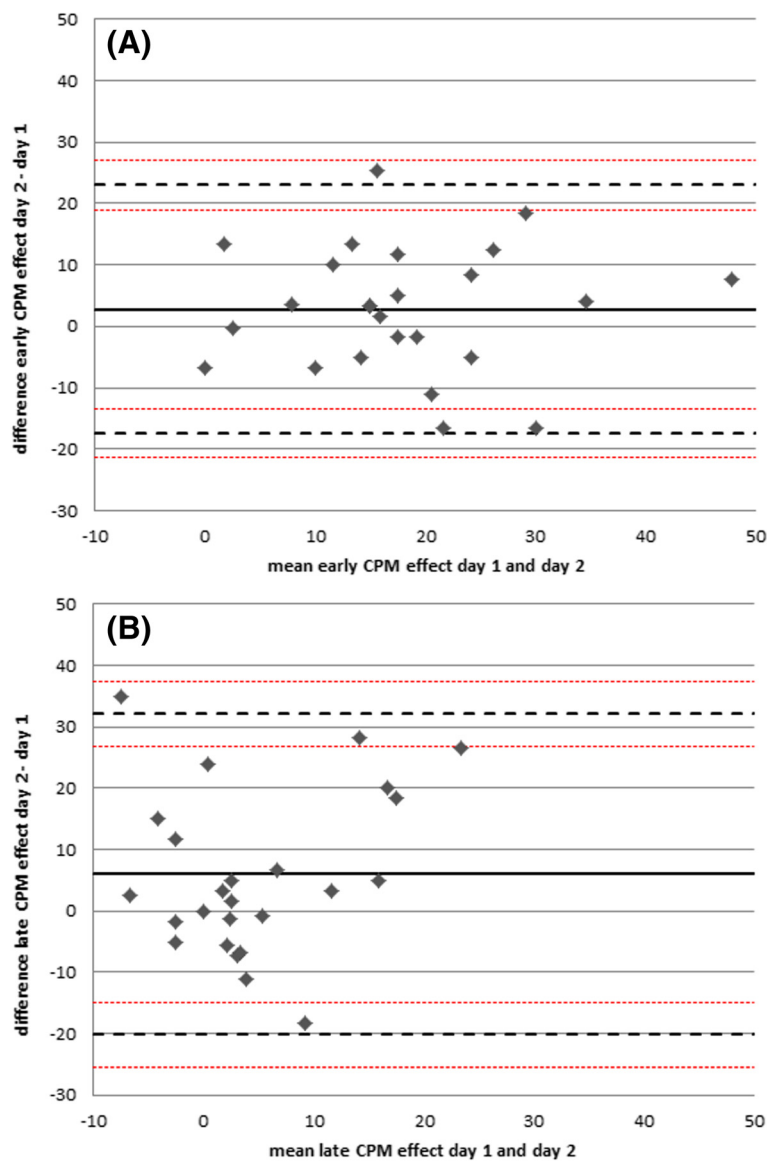 (A)
50
40
30
20
10
0
-10
-20
-30
difference early CPM effect day 2 - day 1
-10 0 10 20 30 40 50
mean early CPM effect day 1 and day 2
(B)
50
40
30
20
10
0
-10
-20
-30
difference late CPM effect day 2- day 1
-10 0 10 20 30 40 50
mean late CPM effect day 1 and day 2